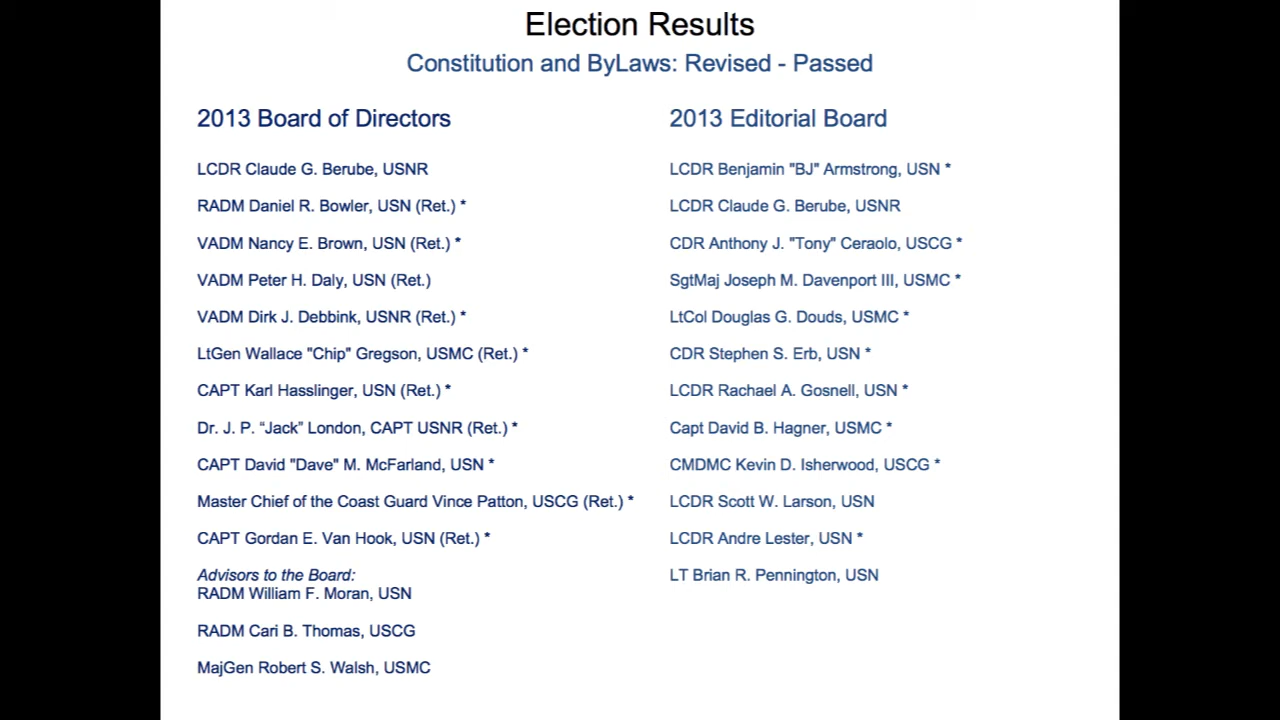 Election Results
Constitution and ByLaws: Revised - Passed
2013 Board of Directors
LCDR Claude G. Berube, USNR
RADM Daniel R. Bowler, USN (Ret.) *
VADM Nancy E. Brown, USN (Ret.) *
VADM Peter H. Daly, USN (Ret.)
VADM Dirk J. Debbink, USNR (Ret.) *
LtGen Wallace "Chip" Gregson, USMC (Ret.) *
CAPT Karl Hasslinger, USN (Ret.) *
Dr. J. P. “Jack” London, CAPT USNR (Ret.) *
CAPT David "Dave" M. McFarland, USN *
Master Chief of the Coast Guard Vince Patton, USCG (Ret.) *
CAPT Gordan E. Van Hook, USN (Ret.) *
Advisors to the Board:
RADM William F. Moran, USN
RADM Cari B. Thomas, USCG
MajGen Robert S. Walsh, USMC
2013 Editorial Board
LCDR Benjamin "BJ" Armstrong, USN *
LCDR Claude G. Berube, USNR
CDR Anthony J. "Tony" Ceraolo, USCG *
SgtMaj Joseph M. Davenport III, USMC *
LtCol Douglas G. Douds, USMC *
CDR Stephen S. Erb, USN *
LCDR Rachael A. Gosnell, USN *
Capt David B. Hagner, USMC *
CMDMC Kevin D. Isherwood, USCG *
LCDR Scott W. Larson, USN
LCDR Andre Lester, USN *
LT Brian R. Pennington, USN